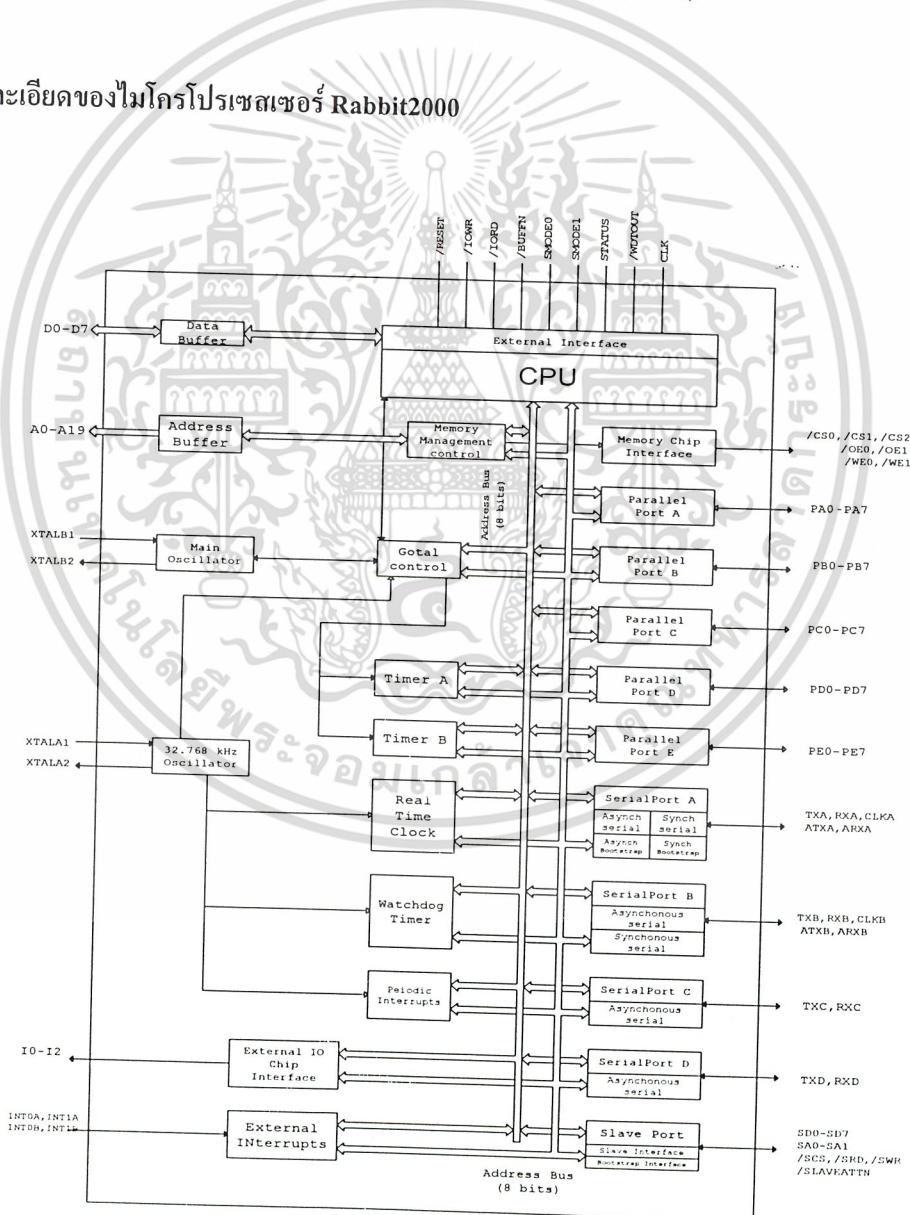 ะเอียดของไมโครโปรเซสเซอร์ Rabbit2000
/RESET
/IOWR
/IORD
/BUFFN
SMODE0
SMODE1
STATUS
/WDTOUT
CLK
D0-D7
Data
Buffer
External Interface
CPU
A0-A19
Address
Buffer
Memory
Management
control
Memory Chip
Interface
/CS0,/CS1,/CS2
/OE0,/OE1
/WE0,/WE1
Address Bus
(8 bits)
Parallel
Port A
PA0-PA7
XTALB1
XTALB2
Main
Oscillator
Gotal
control
Parallel
Port B
PB0-PB7
Parallel
Port C
PC0-PC7
Timer A
Parallel
Port D
PD0-PD7
Timer B
Parallel
Port E
PE0-PE7
XTALA1
XTALA2
32.768 kHz
Oscillator
Real
Time
Clock
SerialPort A
Asynch
serial
Synch
serial
Asynch
Bootstrap
Synch
Bootstrap
TXA,RXA,CLKA
ATXA,ARXA
Watchdog
Timer
SerialPort B
Asynchonous
serial
Synchonous
serial
TXB,RXB,CLKB
ATXB,ARXB
Peiodic
Interrupts
SerialPort C
Asynchonous
serial
TXC,RXC
I0-I2
External IO
Chip
Interface
SerialPort D
Asynchonous
serial
TXD,RXD
INT0A,INT1A
INT0B,INT1B
External
INterrupts
Slave Port
Slave Interface
Bootstrap Interface
SD0-SD7
SA0-SA1
/SCS,/SRD,/SWR
/SLAVEATTN
Address Bus
(8 bits)